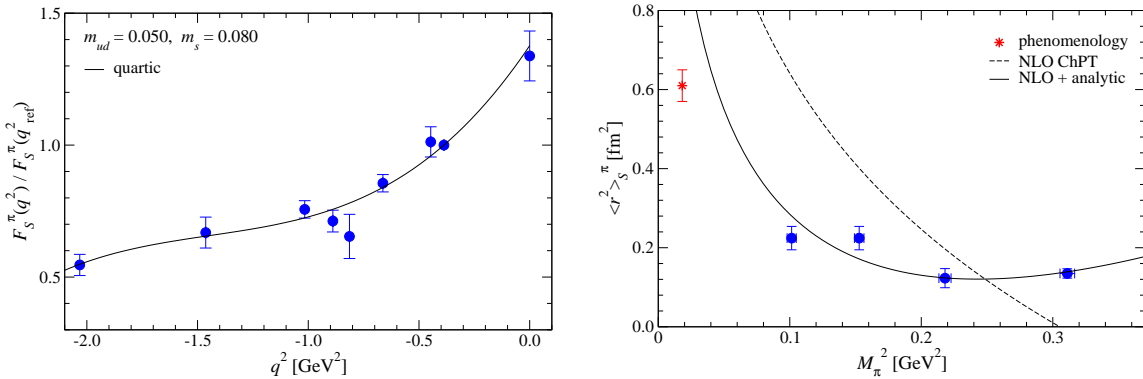 m_ud = 0.050, m_s = 0.080
quartic
F_S^π(q^2) / F_S^π(q^2_ref)
1.5
1.0
0.5
-2.0 -1.5 -1.0 -0.5 0.0
q^2 [GeV^2]
phenomenology
NLO ChPT
NLO + analytic
<r^2>_S^π [fm^2]
0.8
0.6
0.4
0.2
0.0
0 0.1 0.2 0.3
M_π^2 [GeV^2]